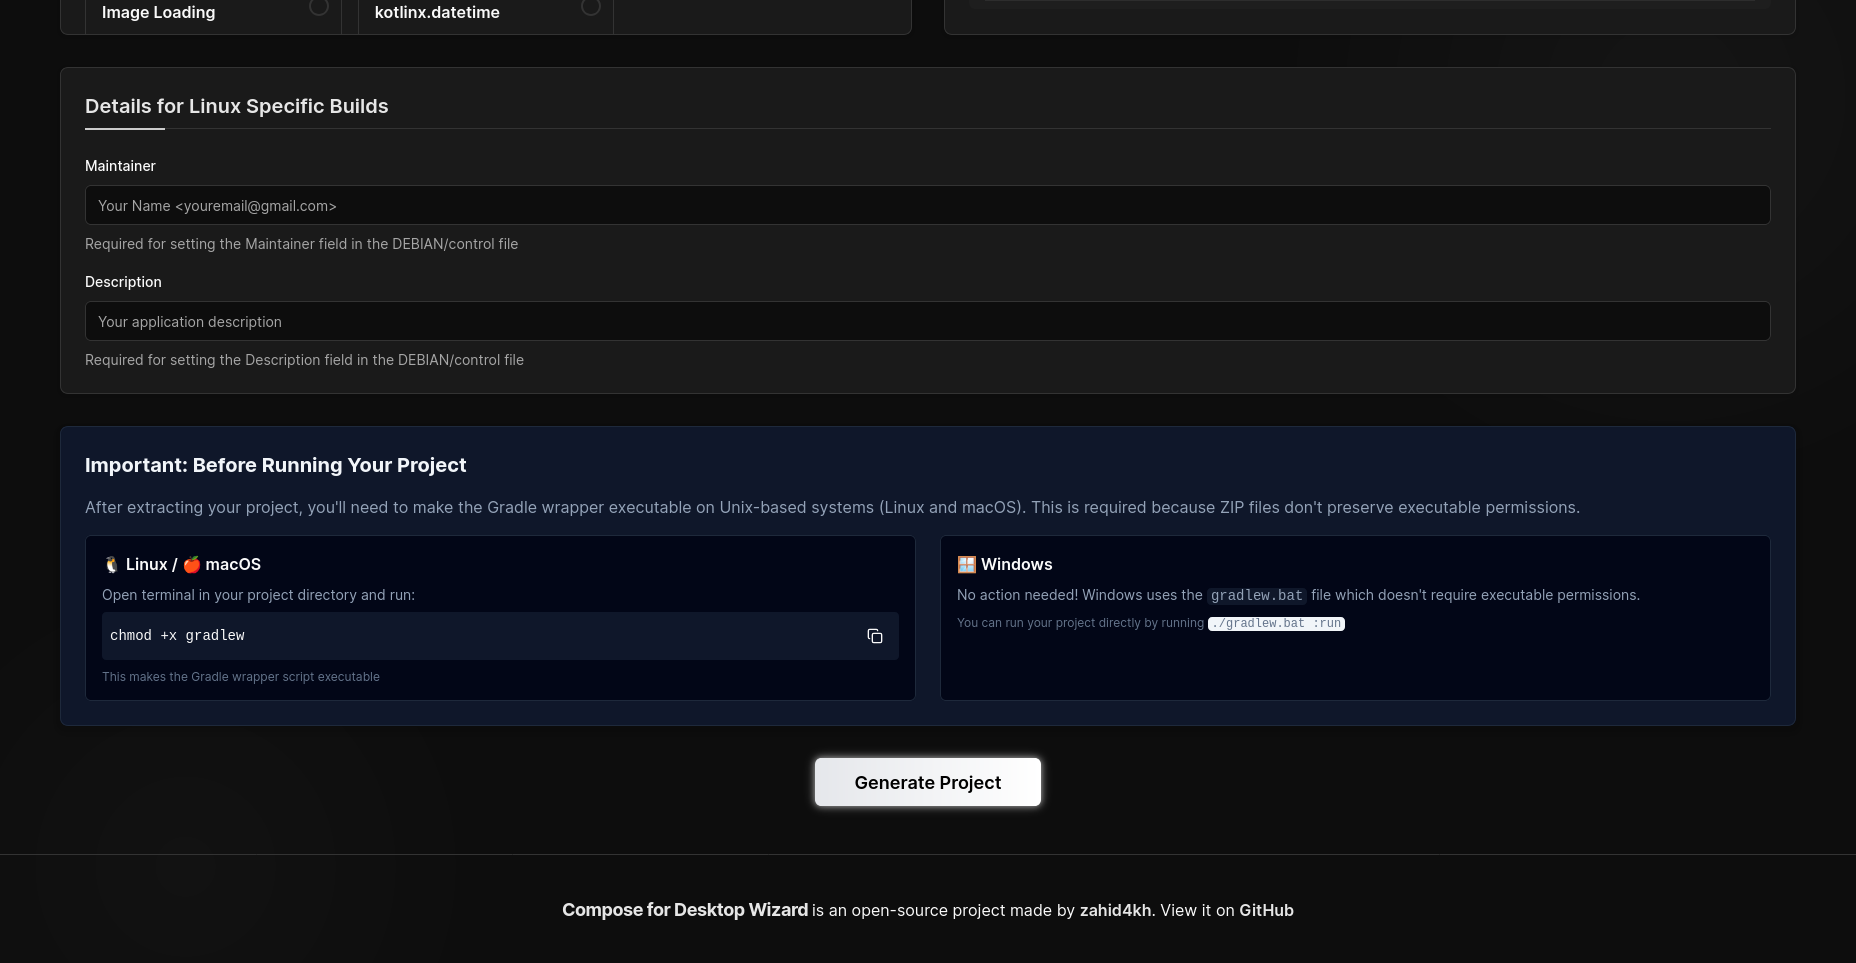 Image Loading
kotlinx.datetime
Details for Linux Specific Builds
Maintainer
Your Name <youremail@gmail.com>
Required for setting the Maintainer field in the DEBIAN/control file
Description
Your application description
Required for setting the Description field in the DEBIAN/control file
Important: Before Running Your Project
After extracting your project, you'll need to make the Gradle wrapper executable on Unix-based systems (Linux and macOS). This is required because ZIP files don't preserve executable permissions.
🐧 Linux / 🍎 macOS
Open terminal in your project directory and run:
chmod +x gradlew
This makes the Gradle wrapper script executable
🪟 Windows
No action needed! Windows uses the gradlew.bat file which doesn't require executable permissions.
You can run your project directly by running ./gradlew.bat :run
Generate Project
Compose for Desktop Wizard is an open-source project made by zahid4kh. View it on GitHub